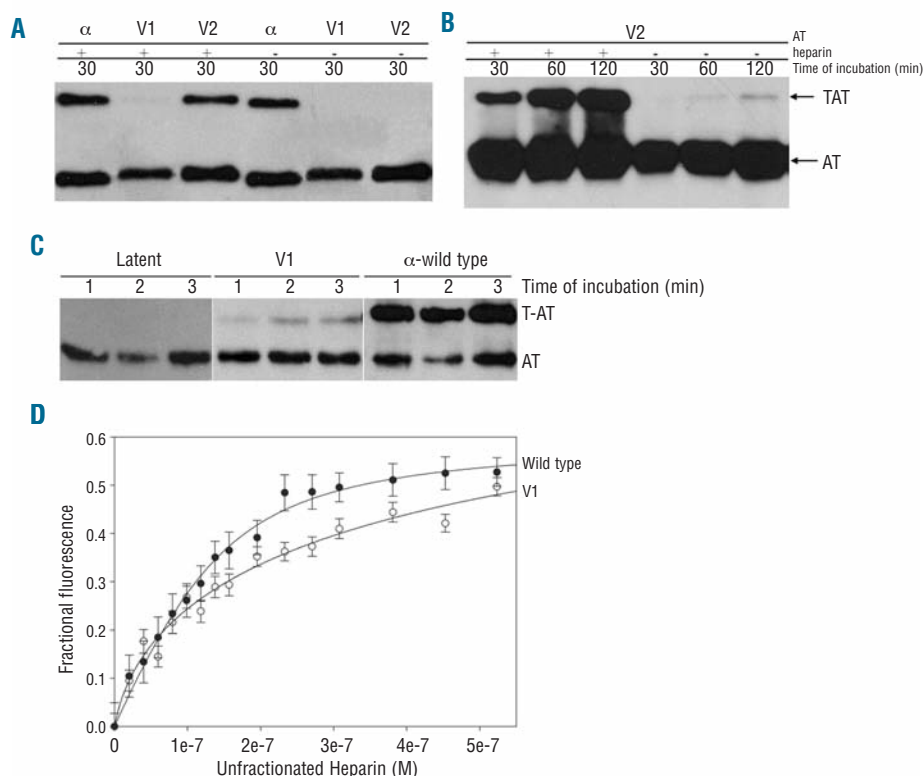 A
α V1 V2 α V1 V2
+ + + - - -
30 30 30 30 30 30
B
V2 AT
+ + + - - - heparin
30 60 120 30 60 120 Time of incubation (min)
TAT
AT
C
Latent V1 α-wild type
1 2 3 1 2 3 1 2 3 Time of incubation (min)
T-AT
AT
D
0.6
0.5
0.4
0.3
0.2
0.1
0.0
Fractional fluorescence
Wild type
V1
0 1e-7 2e-7 3e-7 4e-7 5e-7
Unfractionated Heparin (M)